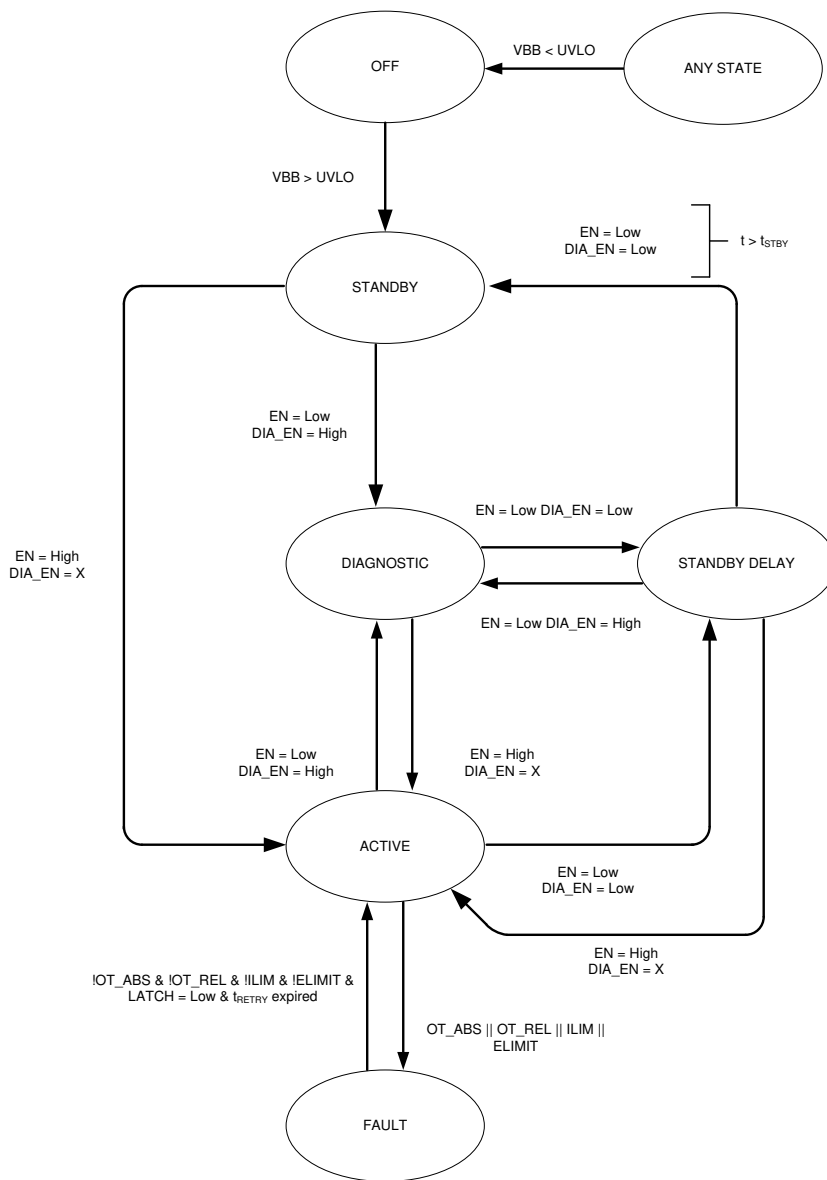 VBB < UVLO
OFF
ANY STATE
VBB > UVLO
EN = Low
DIA_EN = Low
t > tSTBY
STANDBY
EN = Low
DIA_EN = High
EN = Low DIA_EN = Low
EN = High
DIA_EN = X
DIAGNOSTIC
STANDBY DELAY
EN = Low DIA_EN = High
EN = Low
DIA_EN = High
EN = High
DIA_EN = X
ACTIVE
EN = Low
DIA_EN = Low
EN = High
DIA_EN = X
!OT_ABS & !OT_REL & !ILIM & !ELIMIT &
LATCH = Low & tRETRY expired
OT_ABS || OT_REL || ILIM ||
ELIMIT
FAULT